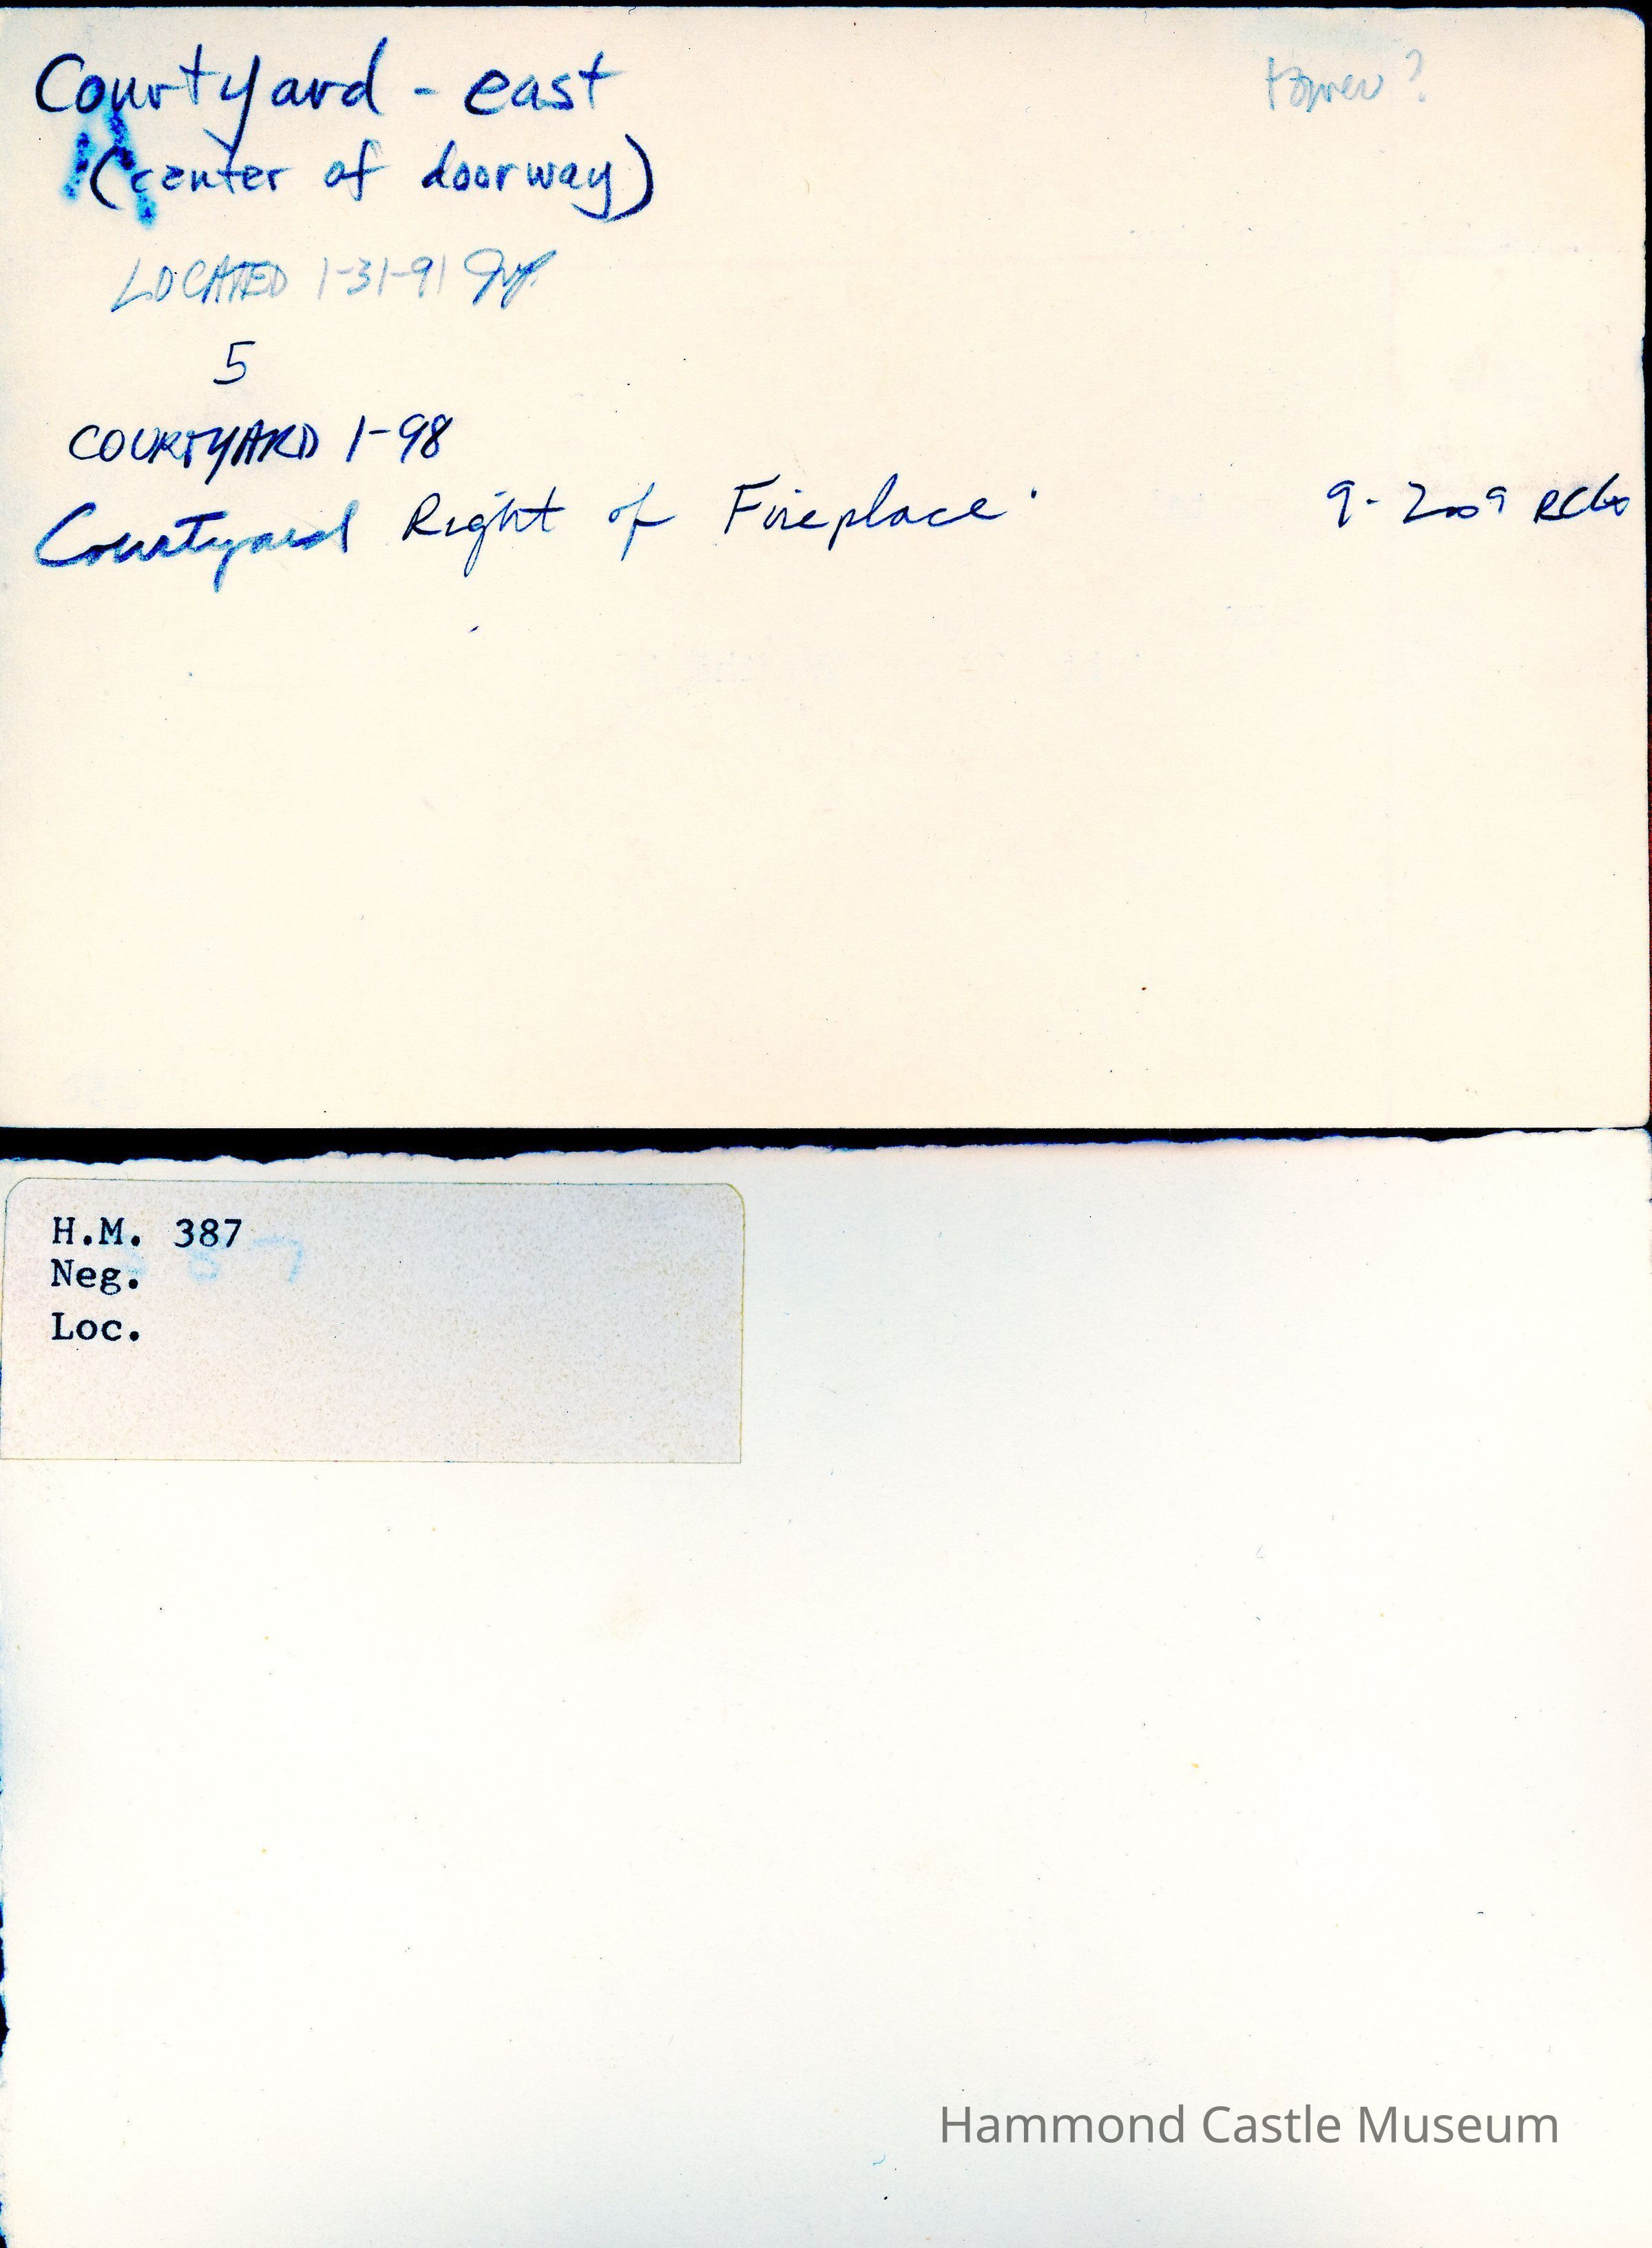 Courtyard - east
(center of doorway)
LOCATED 1-31-91
5
COURTYARD 1-98
Courtyard Right of Fireplace 9-2009
H.M. 387
Neg.
Loc.
Hammond Castle Museum